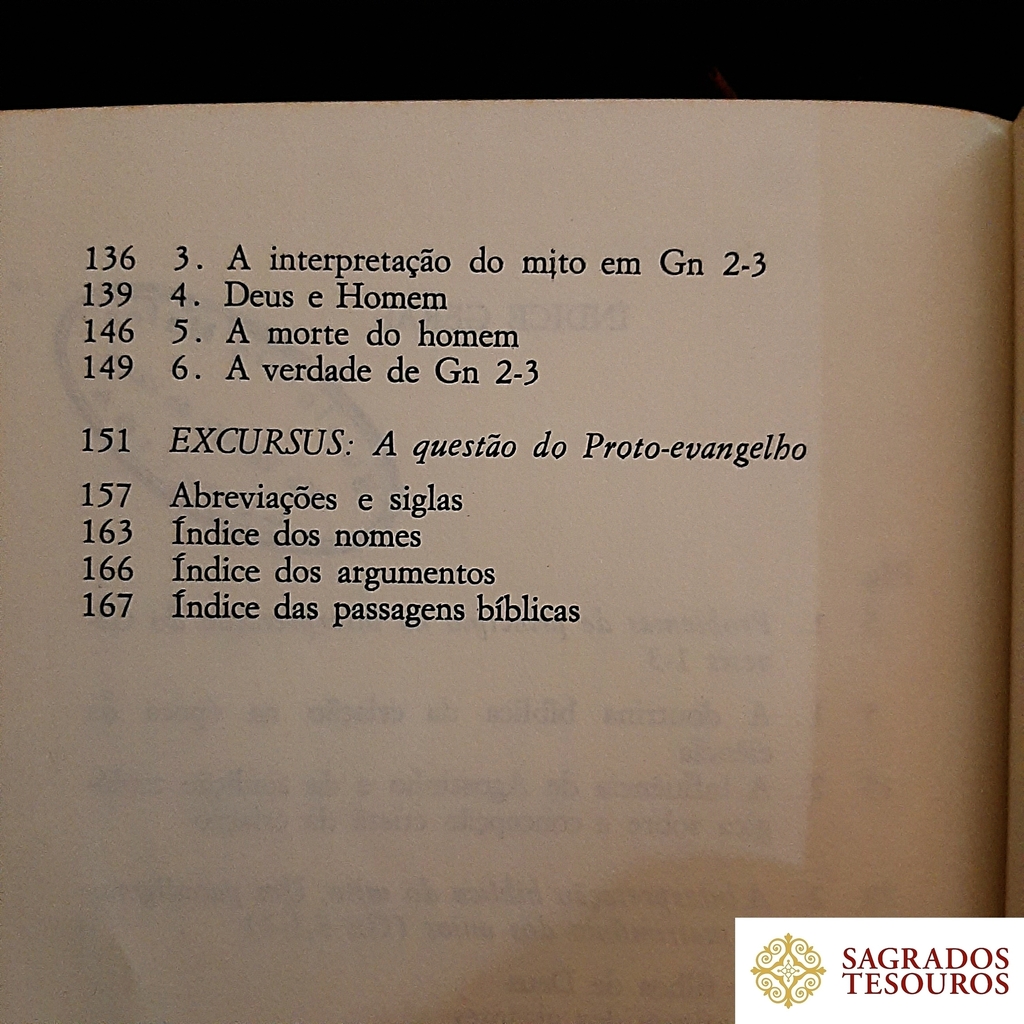 136 3. A interpretação do mito em Gn 2-3
139 4. Deus e Homem
146 5. A morte do homem
149 6. A verdade de Gn 2-3
151 EXCURSUS: A questão do Proto-evangelho
157 Abreviações e siglas
163 Índice dos nomes
166 Índice dos argumentos
167 Índice das passagens bíblicas
SAGRADOS
TESOUROS